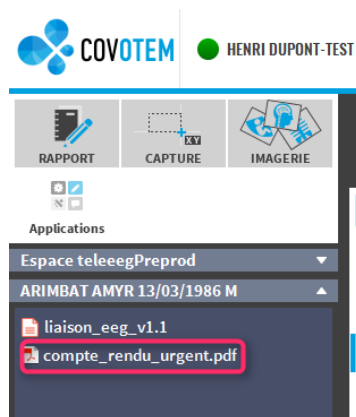 COVOTEM
HENRI DUPONT-TEST
RAPPORT
CAPTURE
XY
IMAGERIE
Applications
Espace teleeegPreprod
ARIMBAT AMYR 13/03/1986 M
liaison_eeg_v1.1
compte_rendu_urgent.pdf